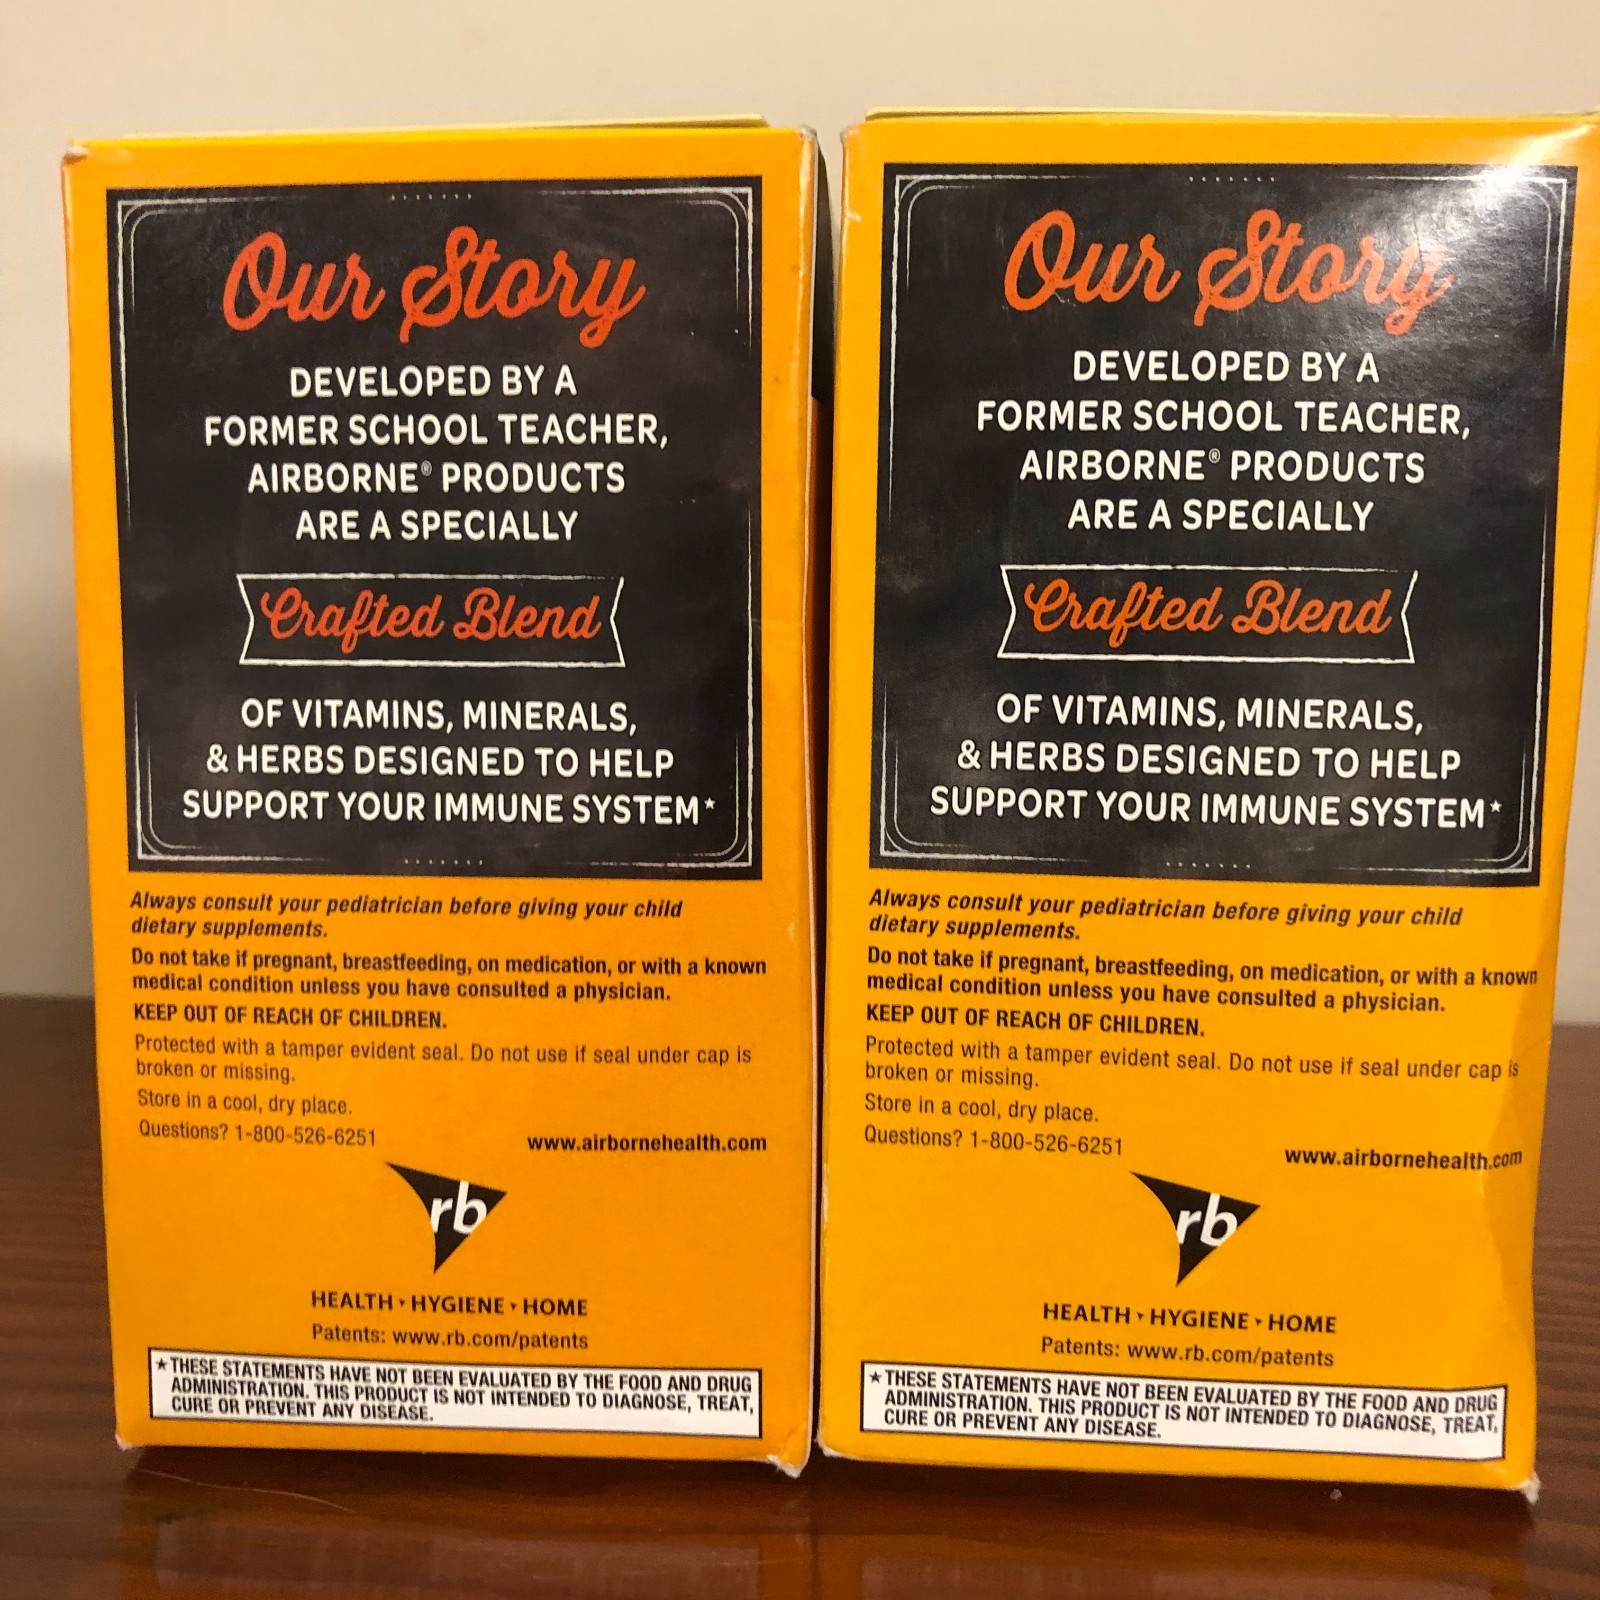 Our Story
DEVELOPED BY A
FORMER SCHOOL TEACHER,
AIRBORNE® PRODUCTS
ARE A SPECIALLY
Crafted Blend
OF VITAMINS, MINERALS,
& HERBS DESIGNED TO HELP
SUPPORT YOUR IMMUNE SYSTEM★
Always consult your pediatrician before giving your child
dietary supplements.
Do not take if pregnant, breastfeeding, on medication, or with a known
medical condition unless you have consulted a physician.
KEEP OUT OF REACH OF CHILDREN.
Protected with a tamper evident seal. Do not use if seal under cap is
broken or missing.
Store in a cool, dry place.
Questions? 1-800-526-6251
www.airbornehealth.com
rb
HEALTH ▾ HYGIENE ▾ HOME
Patents: www.rb.com/patents
★THESE STATEMENTS HAVE NOT BEEN EVALUATED BY THE FOOD AND DRUG
ADMINISTRATION. THIS PRODUCT IS NOT INTENDED TO DIAGNOSE, TREAT,
CURE OR PREVENT ANY DISEASE.
Our Story
DEVELOPED BY A
FORMER SCHOOL TEACHER,
AIRBORNE® PRODUCTS
ARE A SPECIALLY
Crafted Blend
OF VITAMINS, MINERALS,
& HERBS DESIGNED TO HELP
SUPPORT YOUR IMMUNE SYSTEM★
Always consult your pediatrician before giving your child
dietary supplements.
Do not take if pregnant, breastfeeding, on medication, or with a known
medical condition unless you have consulted a physician.
KEEP OUT OF REACH OF CHILDREN.
Protected with a tamper evident seal. Do not use if seal under cap is
broken or missing.
Store in a cool, dry place.
Questions? 1-800-526-6251
www.airbornehealth.com
rb
HEALTH ▾ HYGIENE ▾ HOME
Patents: www.rb.com/patents
★THESE STATEMENTS HAVE NOT BEEN EVALUATED BY THE FOOD AND DRUG
ADMINISTRATION. THIS PRODUCT IS NOT INTENDED TO DIAGNOSE, TREAT,
CURE OR PREVENT ANY DISEASE.